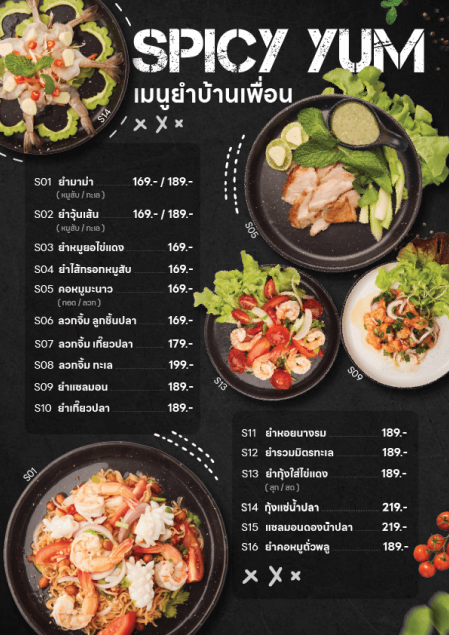 SPICY YUM
เมนูยำบ้านเพื่อน
S14
S01 ยำมาม่า 169.- / 189.-
(หมูสับ / ทะเล)
S02 ยำวุ้นเส้น 169.- / 189.-
(หมูสับ / ทะเล)
S03 ยำหมูยอไข่แดง 169.-
S04 ยำไส้กรอกหมูสับ 169.-
S05 คอหมูมะนาว 169.-
(ทอด / ลวก)
S06 ลวกจิ้ม ลูกชิ้นปลา 169.-
S07 ลวกจิ้ม เกี๊ยวปลา 179.-
S08 ลวกจิ้ม ทะเล 199.-
S09 ยำแซลมอน 189.-
S10 ยำเกี๊ยวปลา 189.-
S05
S13
S09
S01
S11 ยำหอยนางรม 189.-
S12 ยำรวมมิตรทะเล 189.-
S13 ยำกุ้งใส่ไข่แดง 189.-
(สุก / สด)
S14 กุ้งแช่น้ำปลา 219.-
S15 แซลมอนดองน้ำปลา 219.-
S16 ยำคอหมูถั่วพลู 189.-